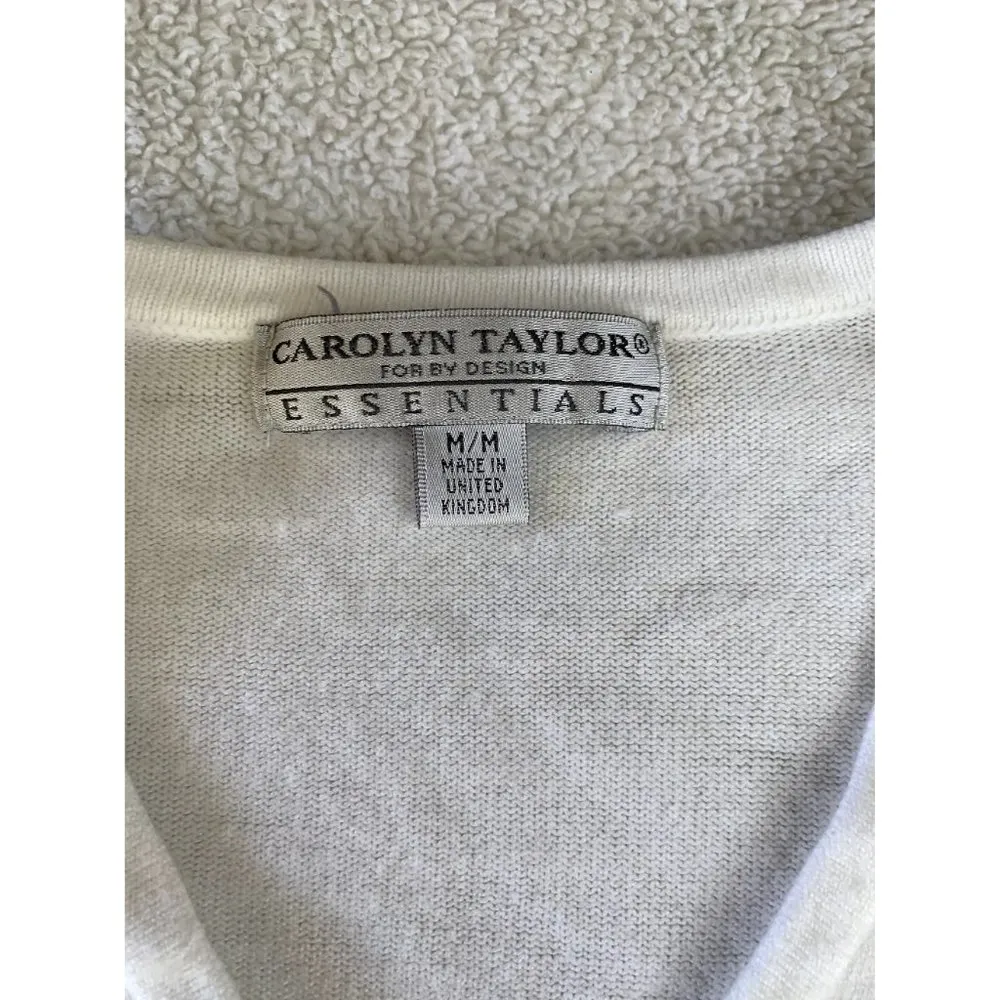 CAROLYN TAYLOR®
FOR BY DESIGN
ESSENTIALS
M/M
MADE IN
UNITED
KINGDOM